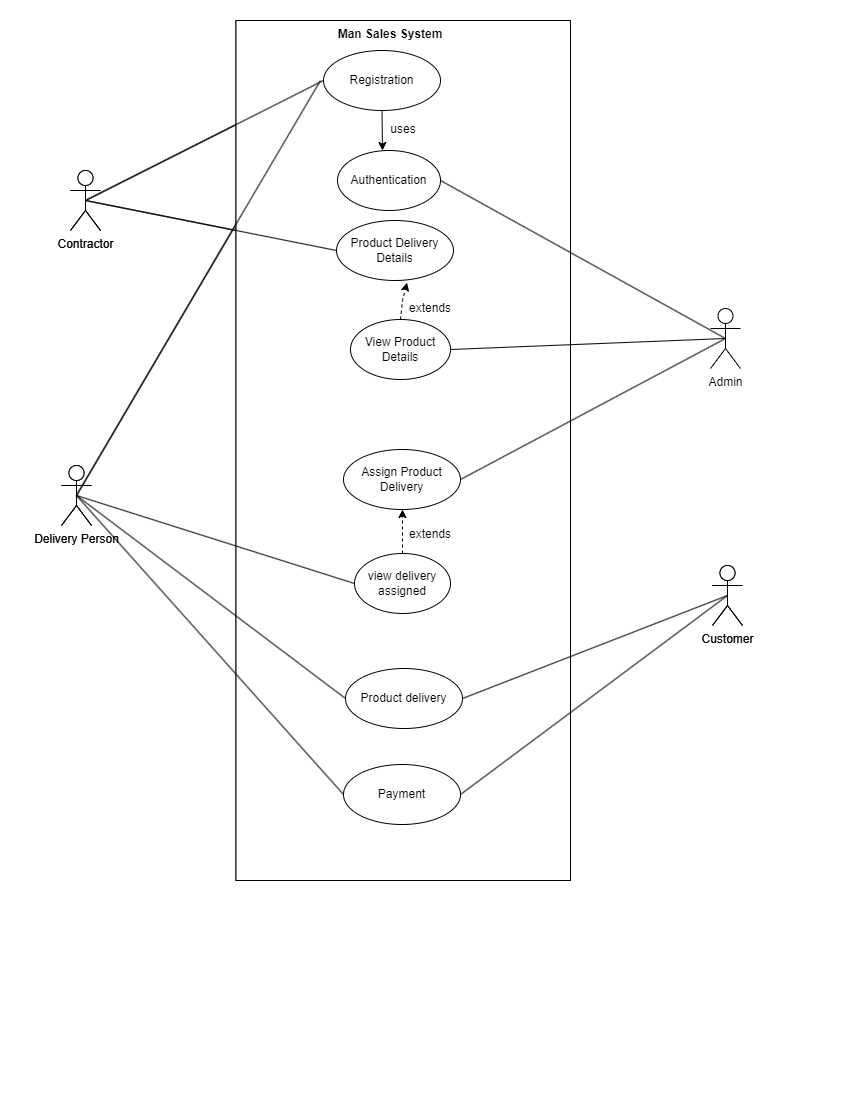 Man Sales System
Registration
uses
Authentication
Contractor
Product Delivery
Details
extends
View Product
Details
Admin
Assign Product
Delivery
extends
Delivery Person
view delivery
assigned
Customer
Product delivery
Payment